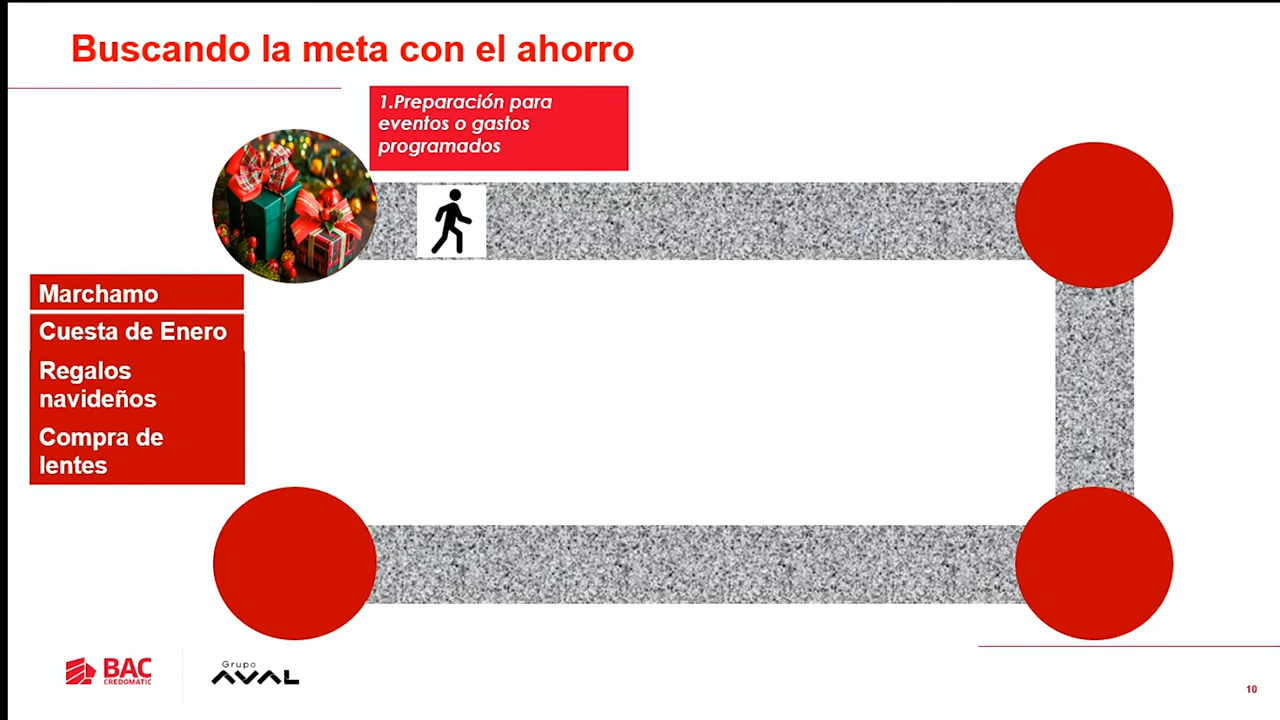 Buscando la meta con el ahorro
1.Preparación para
eventos o gastos
programados
Marchamo
Cuesta de Enero
Regalos
navideños
Compra de
lentes
BAC
CREDOMATIC
Grupo
AVAL
10